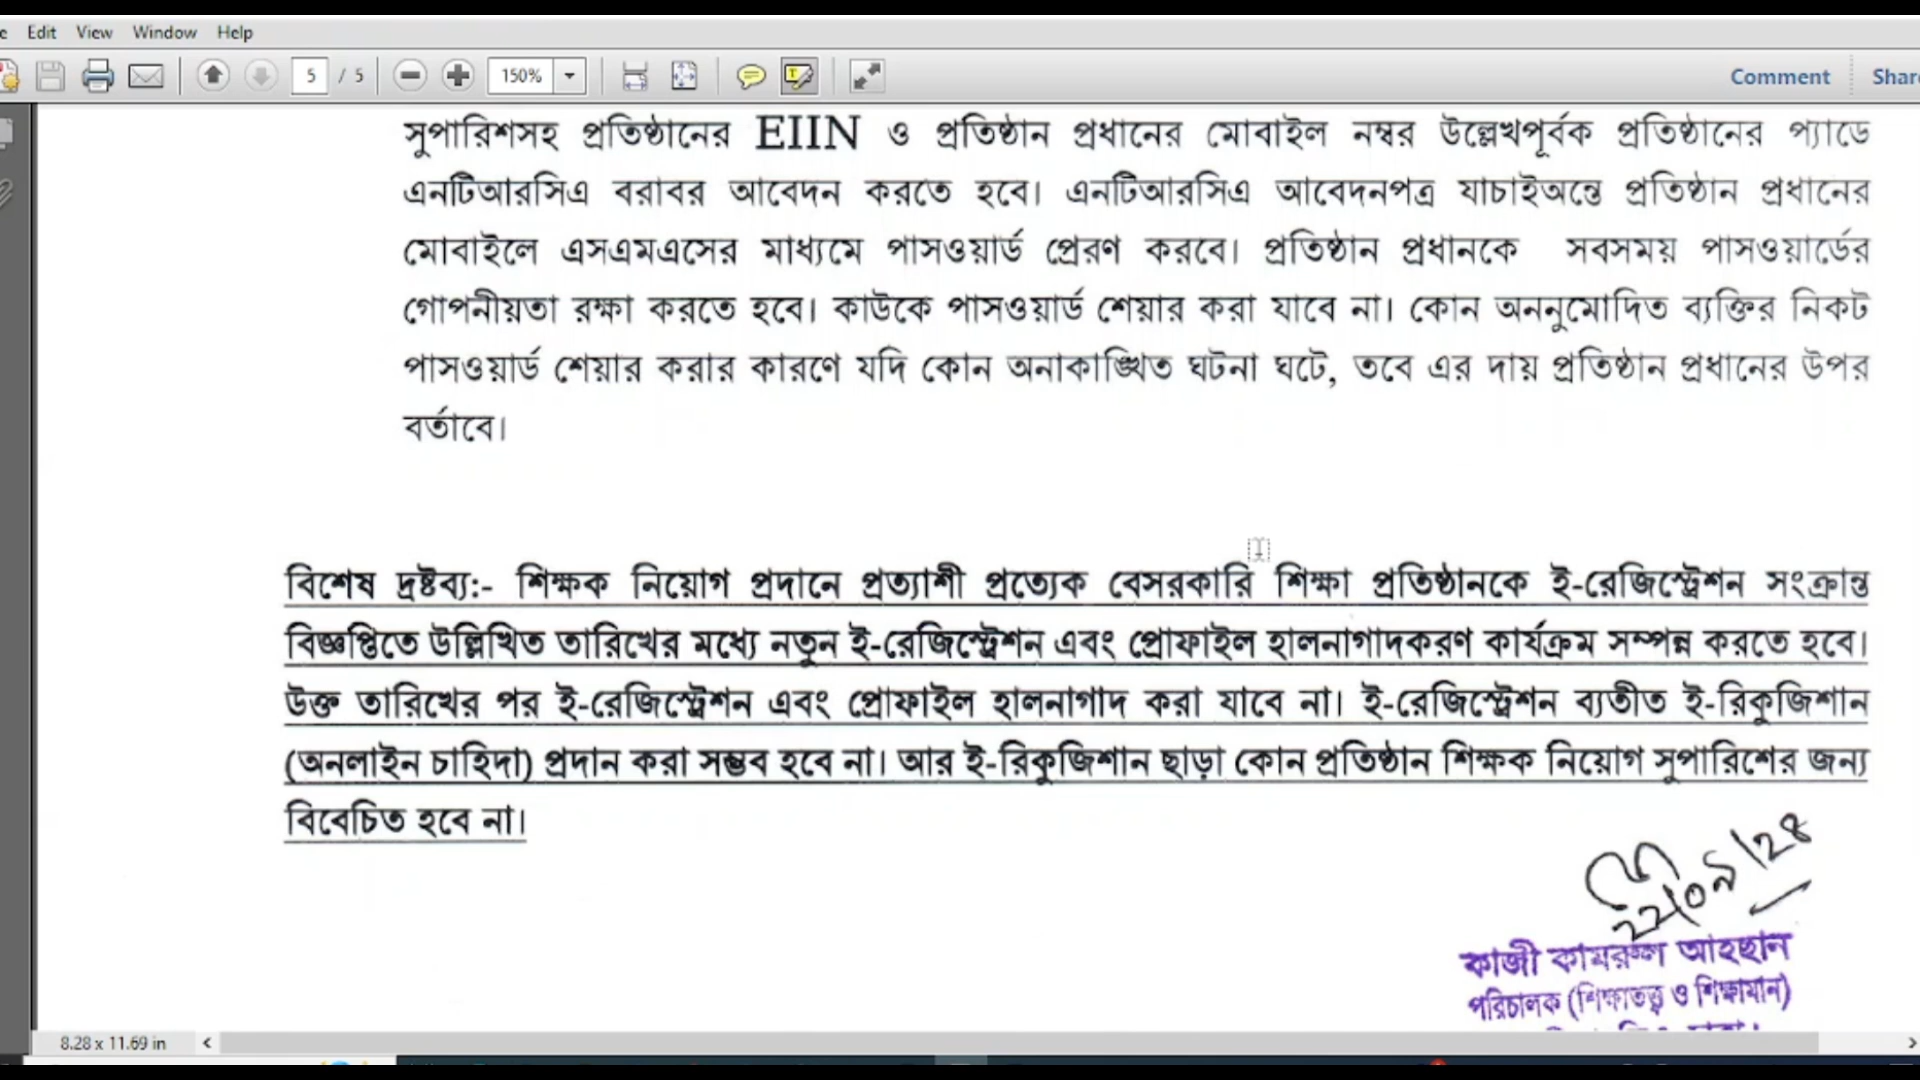 Edit View Window Help
5 / 5 150% Comment
সুপারিশসহ প্রতিষ্ঠানের EIIN ও প্রতিষ্ঠান প্রধানের মোবাইল নম্বর উল্লেখপূর্বক প্রতিষ্ঠানের প্যাডে
এনটিআরসিএ বরাবর আবেদন করতে হবে। এনটিআরসিএ আবেদনপত্র যাচাইঅন্তে প্রতিষ্ঠান প্রধানের
মোবাইলে এসএমএসের মাধ্যমে পাসওয়ার্ড প্রেরণ করবে। প্রতিষ্ঠান প্রধানকে সবসময় পাসওয়ার্ডের
গোপনীয়তা রক্ষা করতে হবে। কাউকে পাসওয়ার্ড শেয়ার করা যাবে না। কোন অননুমোদিত ব্যক্তির নিকট
পাসওয়ার্ড শেয়ার করার কারণে যদি কোন অনাকাঙ্খিত ঘটনা ঘটে, তবে এর দায় প্রতিষ্ঠান প্রধানের উপর
বর্তাবে।
বিশেষ দ্রষ্টব্য:- শিক্ষক নিয়োগ প্রদানে প্রত্যাশী প্রত্যেক বেসরকারি শিক্ষা প্রতিষ্ঠানকে ই-রেজিস্ট্রেশন সংক্রান্ত
বিজ্ঞপ্তিতে উল্লিখিত তারিখের মধ্যে নতুন ই-রেজিস্ট্রেশন এবং প্রোফাইল হালনাগাদকরণ কার্যক্রম সম্পন্ন করতে হবে।
উক্ত তারিখের পর ই-রেজিস্ট্রেশন এবং প্রোফাইল হালনাগাদ করা যাবে না। ই-রেজিস্ট্রেশন ব্যতীত ই-রিকুজিশান
(অনলাইন চাহিদা) প্রদান করা সম্ভব হবে না। আর ই-রিকুজিশান ছাড়া কোন প্রতিষ্ঠান শিক্ষক নিয়োগ সুপারিশের জন্য
বিবেচিত হবে না।
কাজী কামরুল আহছান
পরিচালক (শিক্ষাতত্ত্ব ও শিক্ষামান)
8.28 x 11.69 in